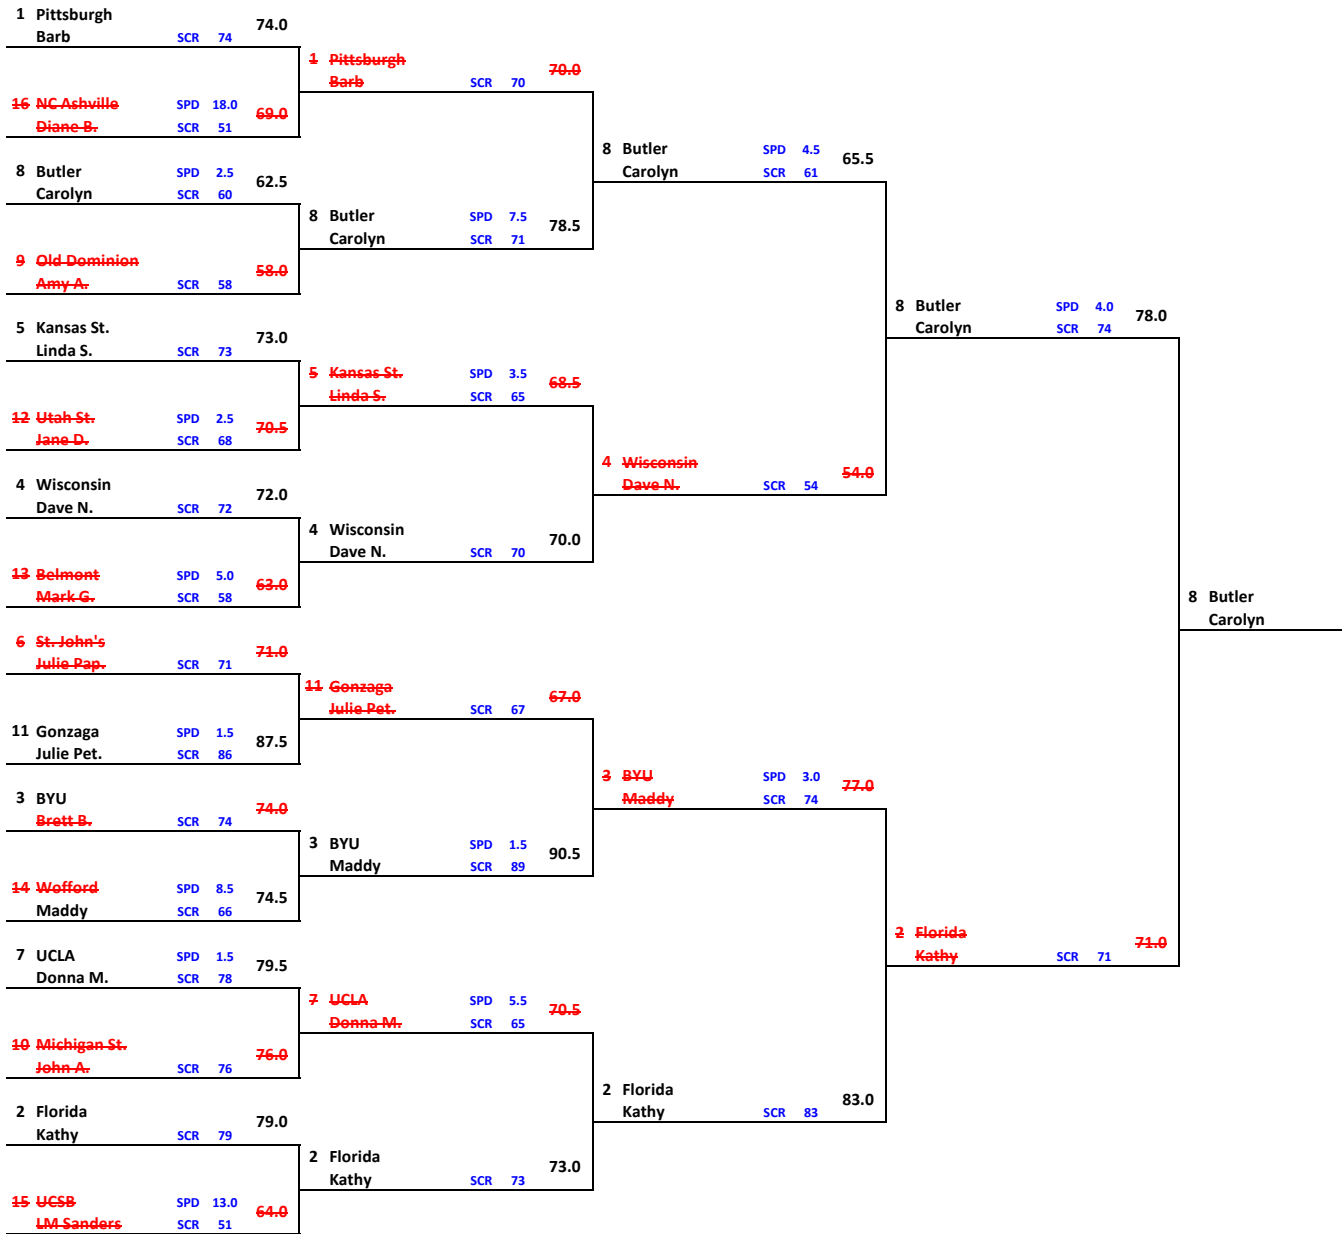 1 Pittsburgh 74.0
Barb SCR 74
16 NC Ashville SPD 18.0 69.0
Diane B. SCR 51
8 Butler SPD 2.5 62.5
Carolyn SCR 60
9 Old Dominion 58.0
Amy A. SCR 58
5 Kansas St. 73.0
Linda S. SCR 73
12 Utah St. SPD 2.5 70.5
Jane D. SCR 68
4 Wisconsin 72.0
Dave N. SCR 72
13 Belmont SPD 5.0 63.0
Mark G. SCR 58
6 St. John's 71.0
Julie Pap. SCR 71
11 Gonzaga SPD 1.5 87.5
Julie Pet. SCR 86
3 BYU 74.0
Brett B. SCR 74
14 Wofford SPD 8.5 74.5
Maddy SCR 66
7 UCLA SPD 1.5 79.5
Donna M. SCR 78
10 Michigan St. 76.0
John A. SCR 76
2 Florida 79.0
Kathy SCR 79
15 UCSB SPD 13.0 64.0
LM Sanders SCR 51
1 Pittsburgh 70.0
Barb SCR 70
8 Butler SPD 7.5 78.5
Carolyn SCR 71
5 Kansas St. SPD 3.5 68.5
Linda S. SCR 65
4 Wisconsin 70.0
Dave N. SCR 70
11 Gonzaga 67.0
Julie Pet. SCR 67
3 BYU SPD 1.5 90.5
Maddy SCR 89
7 UCLA SPD 5.5 70.5
Donna M. SCR 65
2 Florida 73.0
Kathy SCR 73
8 Butler SPD 4.5 65.5
Carolyn SCR 61
4 Wisconsin 54.0
Dave N. SCR 54
3 BYU SPD 3.0 77.0
Maddy SCR 74
2 Florida 83.0
Kathy SCR 83
8 Butler SPD 4.0 78.0
Carolyn SCR 74
2 Florida 71.0
Kathy SCR 71
8 Butler
Carolyn